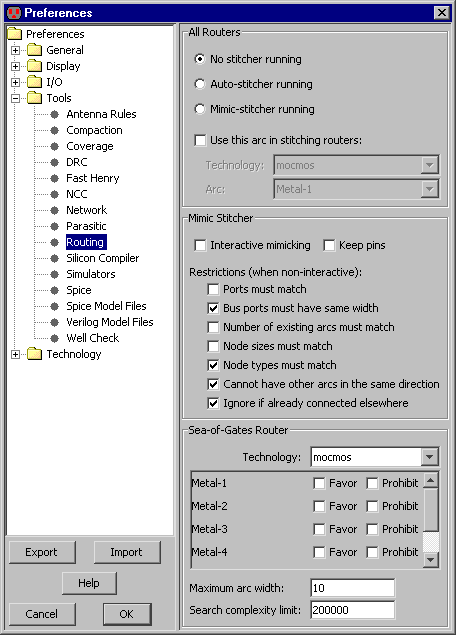 Preferences
Preferences
General
Display
I/O
Tools
Antenna Rules
Compaction
Coverage
DRC
Fast Henry
NCC
Network
Parasitic
Routing
Silicon Compiler
Simulators
Spice
Spice Model Files
Verilog Model Files
Well Check
Technology
Export Import
Help
Cancel OK
All Routers
No stitcher running
Auto-stitcher running
Mimic-stitcher running
Use this arc in stitching routers:
Technology: mocmos
Arc: Metal-1
Mimic Stitcher
Interactive mimicking Keep pins
Restrictions (when non-interactive):
Ports must match
Bus ports must have same width
Number of existing arcs must match
Node sizes must match
Node types must match
Cannot have other arcs in the same direction
Ignore if already connected elsewhere
Sea-of-Gates Router
Technology: mocmos
Metal-1 Favor Prohibit
Metal-2 Favor Prohibit
Metal-3 Favor Prohibit
Metal-4 Favor Prohibit
Maximum arc width: 10
Search complexity limit: 200000